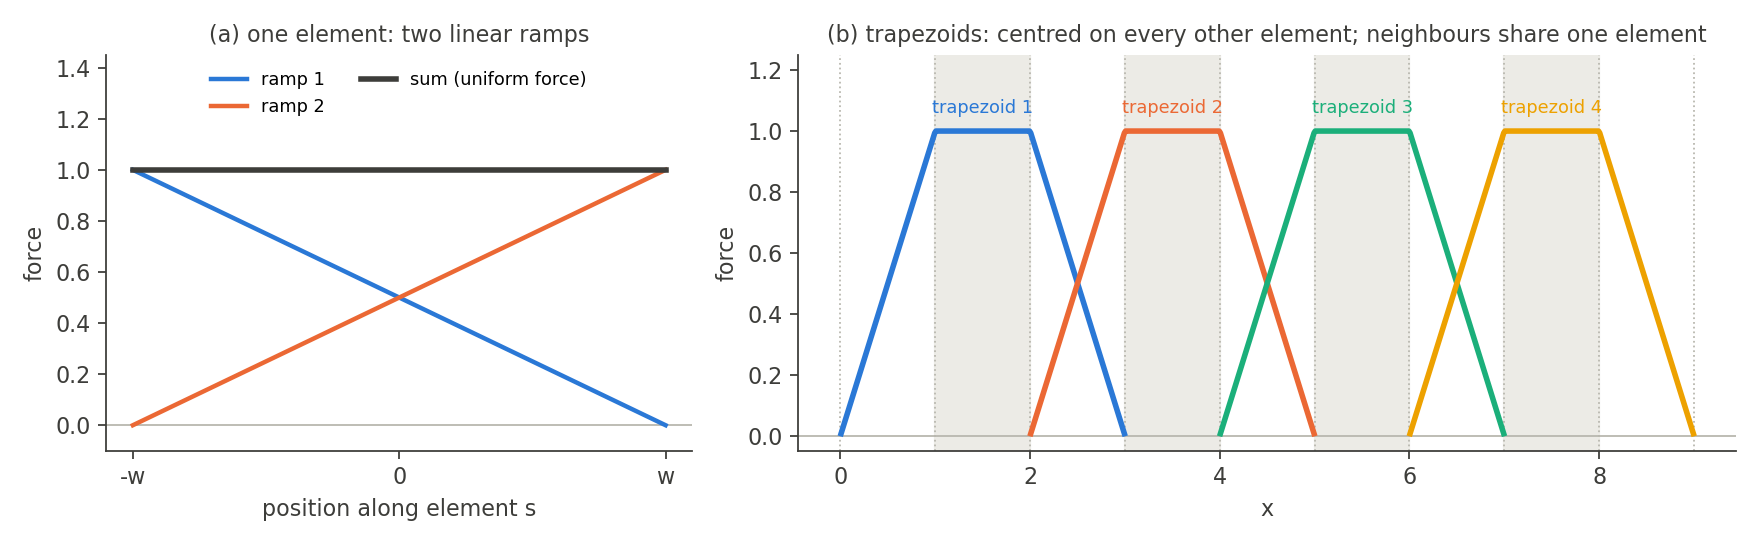 (a) one element: two linear ramps
ramp 1
ramp 2
sum (uniform force)
1.4
1.2
1.0
0.8
0.6
0.4
0.2
0.0
force
-w
0
w
position along element s
(b) trapezoids: centred on every other element; neighbours share one element
trapezoid 1
trapezoid 2
trapezoid 3
trapezoid 4
1.2
1.0
0.8
0.6
0.4
0.2
0.0
force
0
2
4
6
8
x